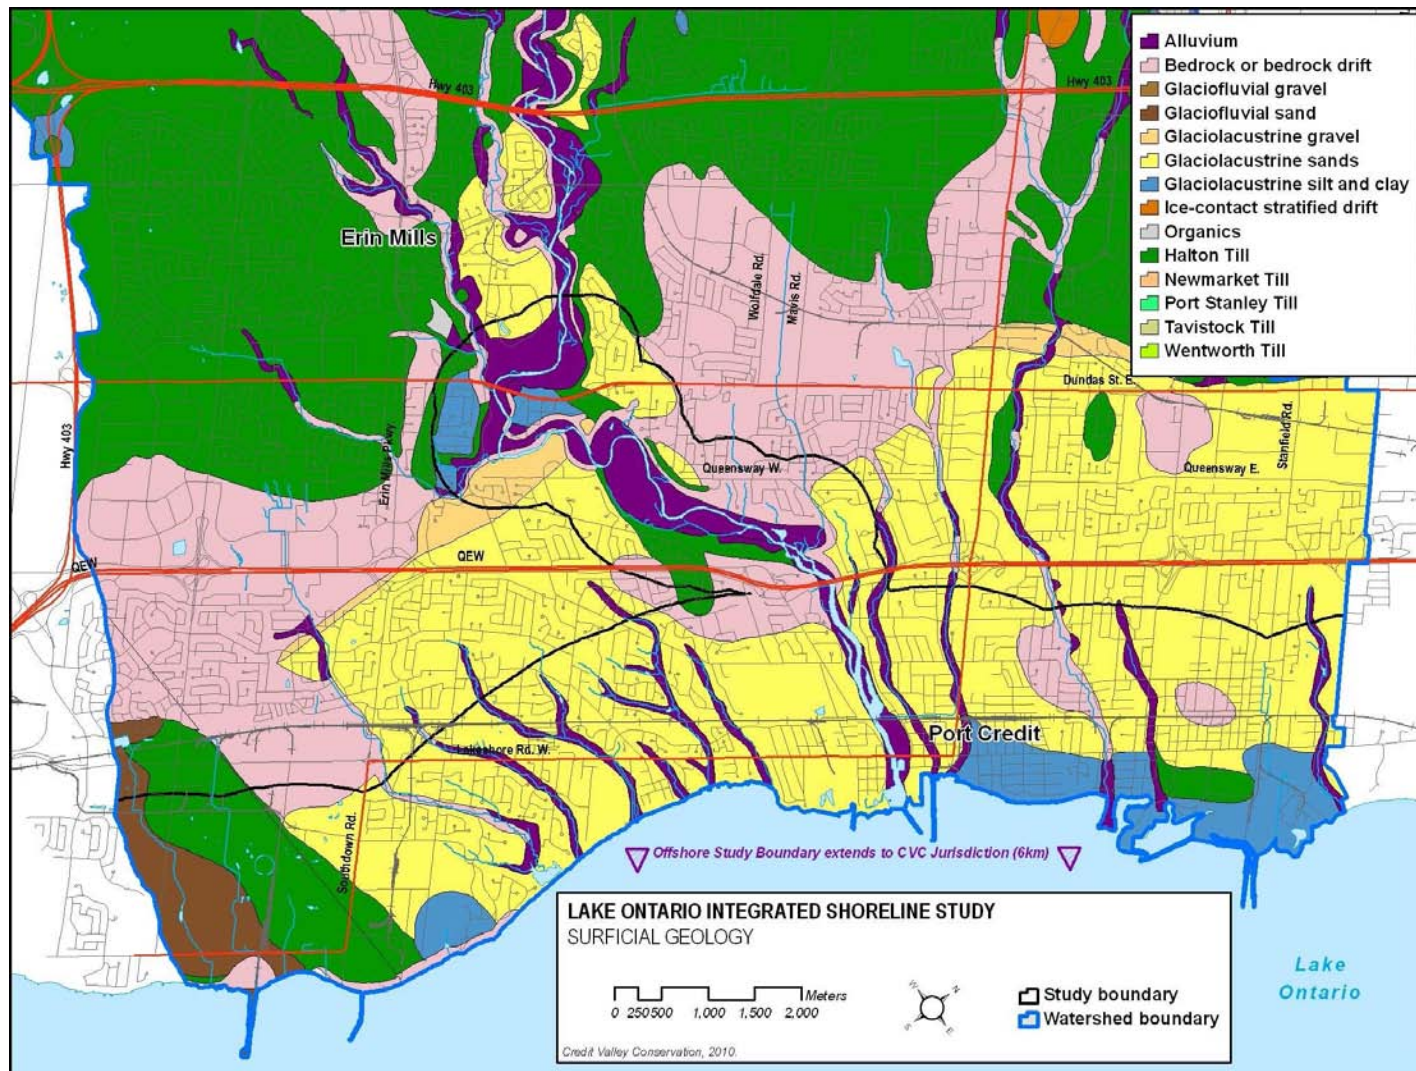 Alluvium
Bedrock or bedrock drift
Glaciofluvial gravel
Glaciofluvial sand
Glaciolacustrine gravel
Glaciolacustrine sands
Glaciolacustrine silt and clay
Ice-contact stratified drift
Organics
Halton Till
Newmarket Till
Port Stanley Till
Tavistock Till
Wentworth Till
Hwy 403
Hwy 403
Erin Mills
Wolfdale Rd.
Mavis Rd.
Dundas St. E.
Hwy 403
Erin Mills Pkwy
Queensway W.
Queensway E.
Stanfield Rd.
QEW
QEW
Port Credit
Lakeshore Rd. W.
Southdown Rd.
Offshore Study Boundary extends to CVC Jurisdiction (6km)
LAKE ONTARIO INTEGRATED SHORELINE STUDY
SURFICIAL GEOLOGY
Meters
0 250 500 1,000 1,500 2,000
W N
S E
Study boundary
Watershed boundary
Credit Valley Conservation, 2010.
Lake
Ontario